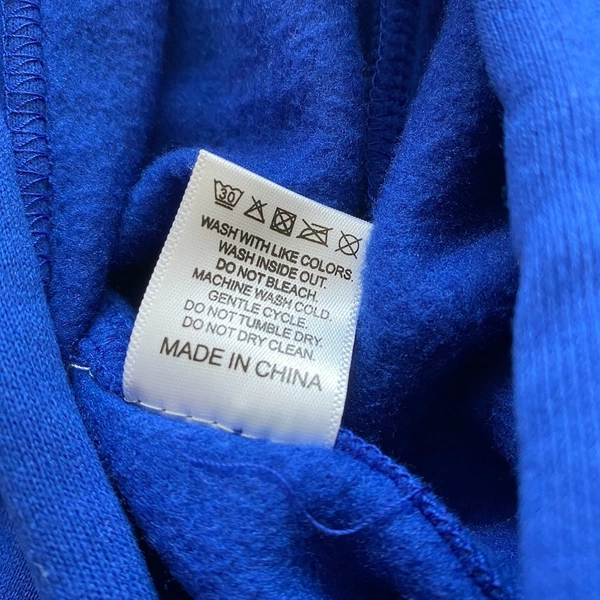 30
WASH WITH LIKE COLORS.
WASH INSIDE OUT.
DO NOT BLEACH.
MACHINE WASH COLD.
GENTLE CYCLE.
DO NOT TUMBLE DRY.
DO NOT DRY CLEAN.
MADE IN CHINA